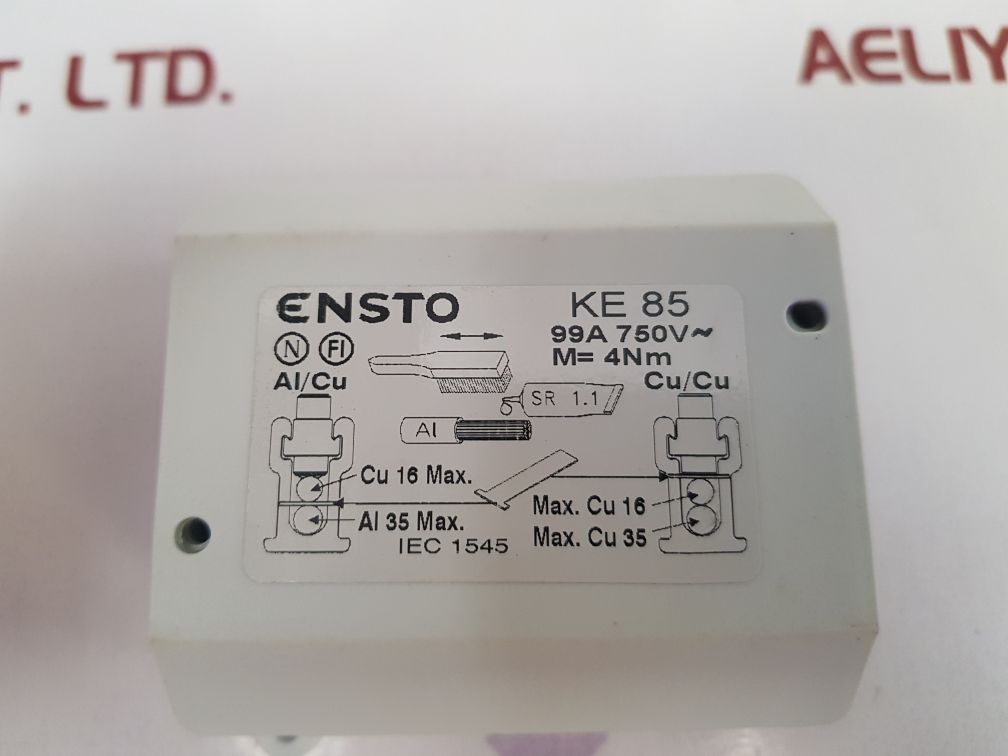 T. LTD.
AELIY
ENSTO
KE 85
99A 750V~
M= 4Nm
N FI
Al/Cu
Cu/Cu
SR 1.1
Al
Cu 16 Max.
Al 35 Max.
IEC 1545
Max. Cu 16
Max. Cu 35